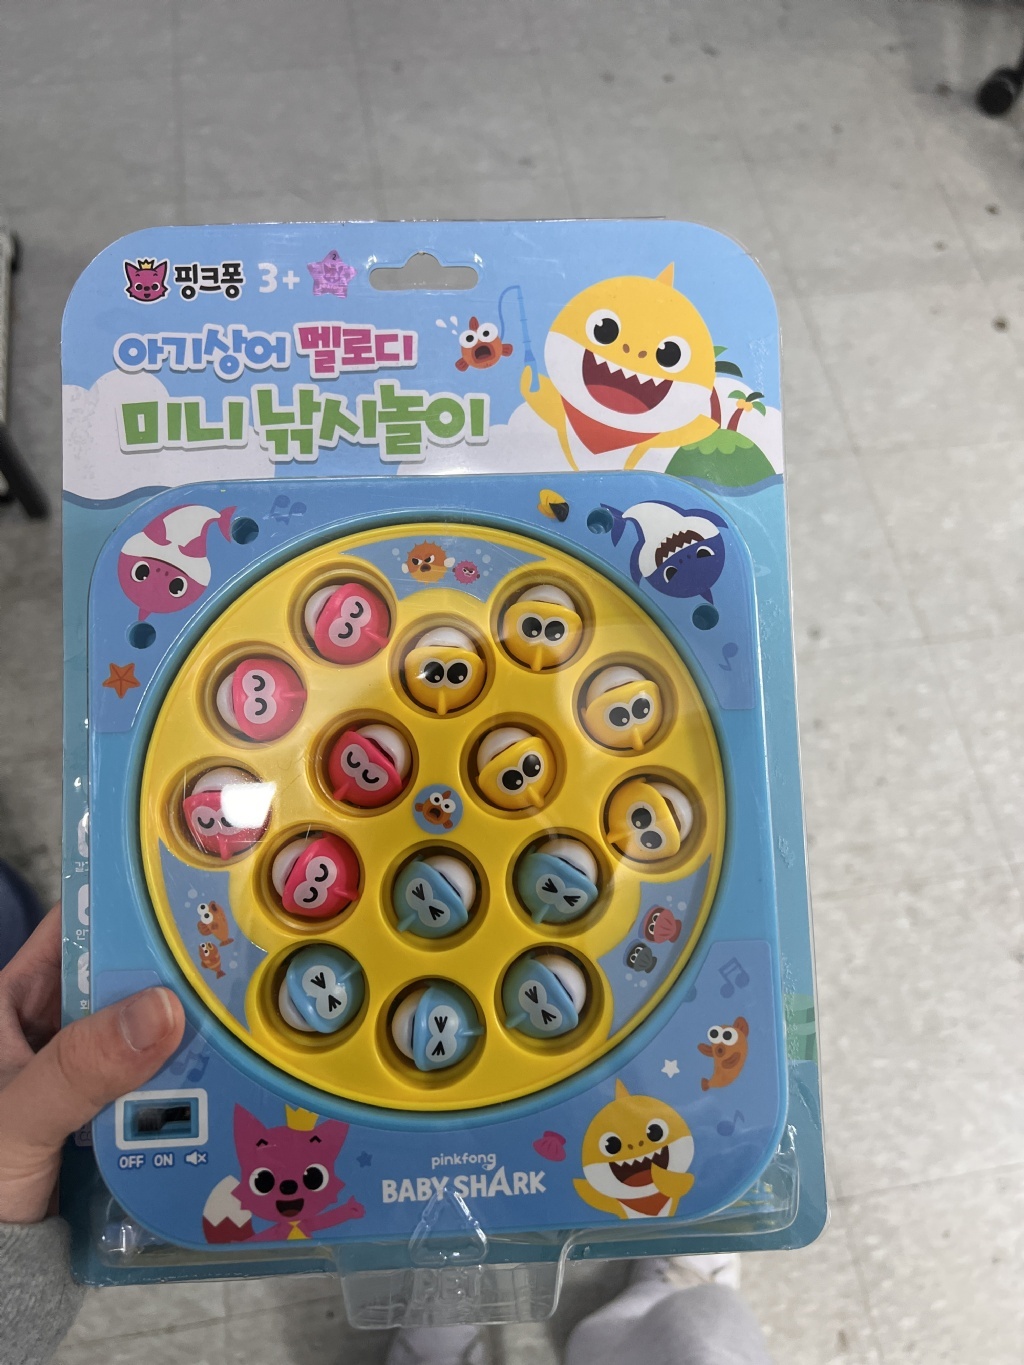 핑크퐁 3+
아기상어 멜로디
미니 낚시놀이
OFF ON
pinkfong
BABY SHARK